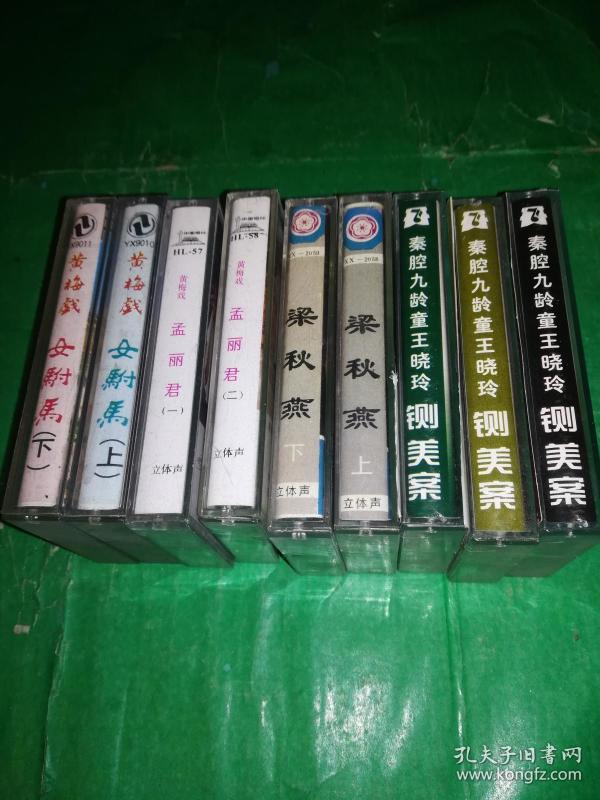 X9011
黄梅戏
女駙馬
(下)
YX9010
黄梅戏
女駙馬
(上)
HL-57
黄梅戏
孟丽君
(一)
立体声
HL-58
黄梅戏
孟丽君
(二)
立体声
XX-2059
梁秋燕
下
立体声
XX-2058
梁秋燕
上
立体声
秦腔九龄童王晓玲
铡美案
秦腔九龄童王晓玲
铡美案
秦腔九龄童王晓玲
铡美案
孔夫子旧书网
www.kongfz.com